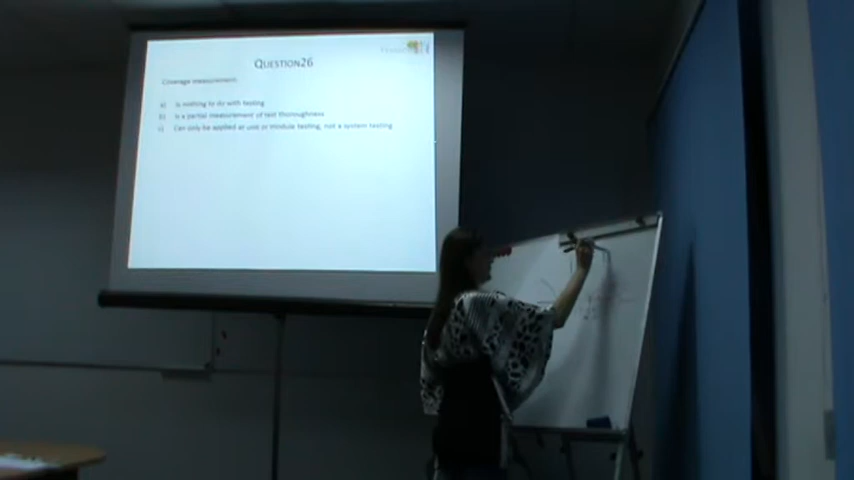 QUESTION26
Coverage measurement:
a) Is nothing to do with testing
b) Is a partial measurement of test thoroughness
c) Can only be applied at unit or module testing, not a system testing